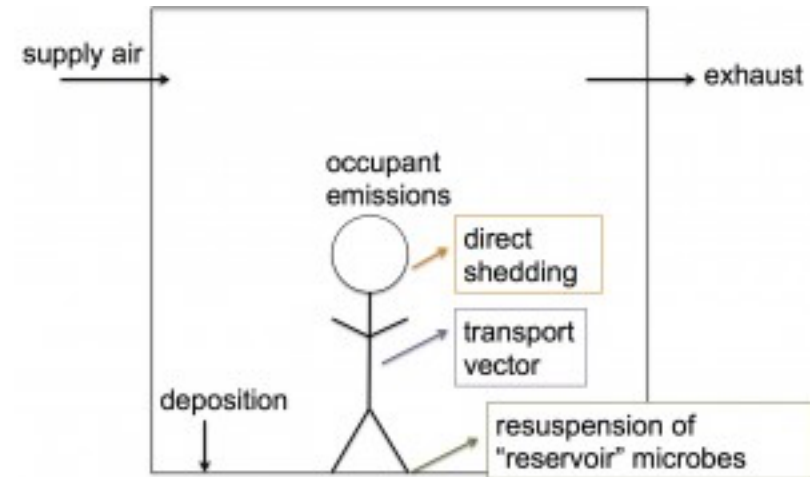 supply air
exhaust
occupant
emissions
direct
shedding
transport
vector
deposition
resuspension of
“reservoir” microbes